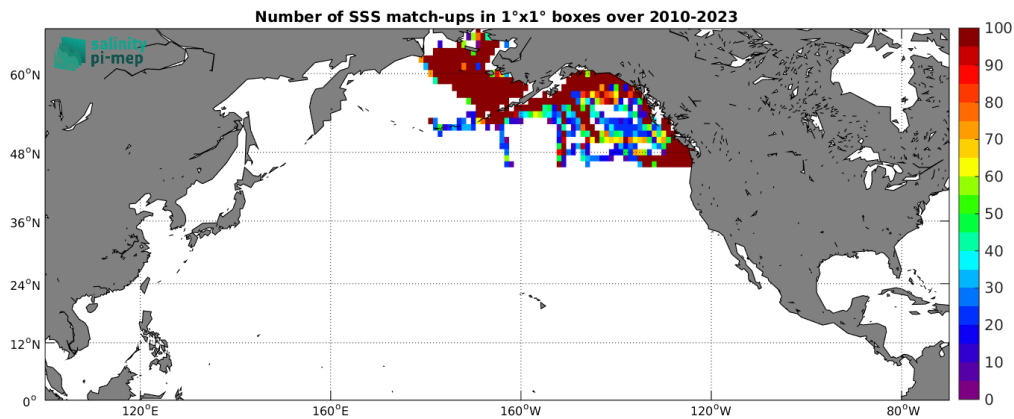 Number of SSS match-ups in 1°x1° boxes over 2010-2023
salinity
pi-mep
60°N
48°N
36°N
24°N
12°N
0°
120°E
160°E
160°W
120°W
80°W
100
90
80
70
60
50
40
30
20
10
0